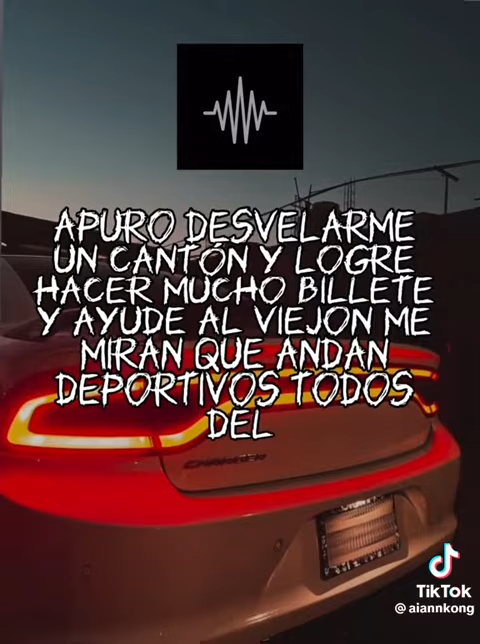 APURO DESVELARME
UN CANTÓN Y LOGRE
HACER MUCHO BILLETE
Y AYUDE AL VIEJON ME
MIRAN QUE ANDAN
DEPORTIVOS TODOS
DEL
CHARGER
TikTok
@ aiannkong